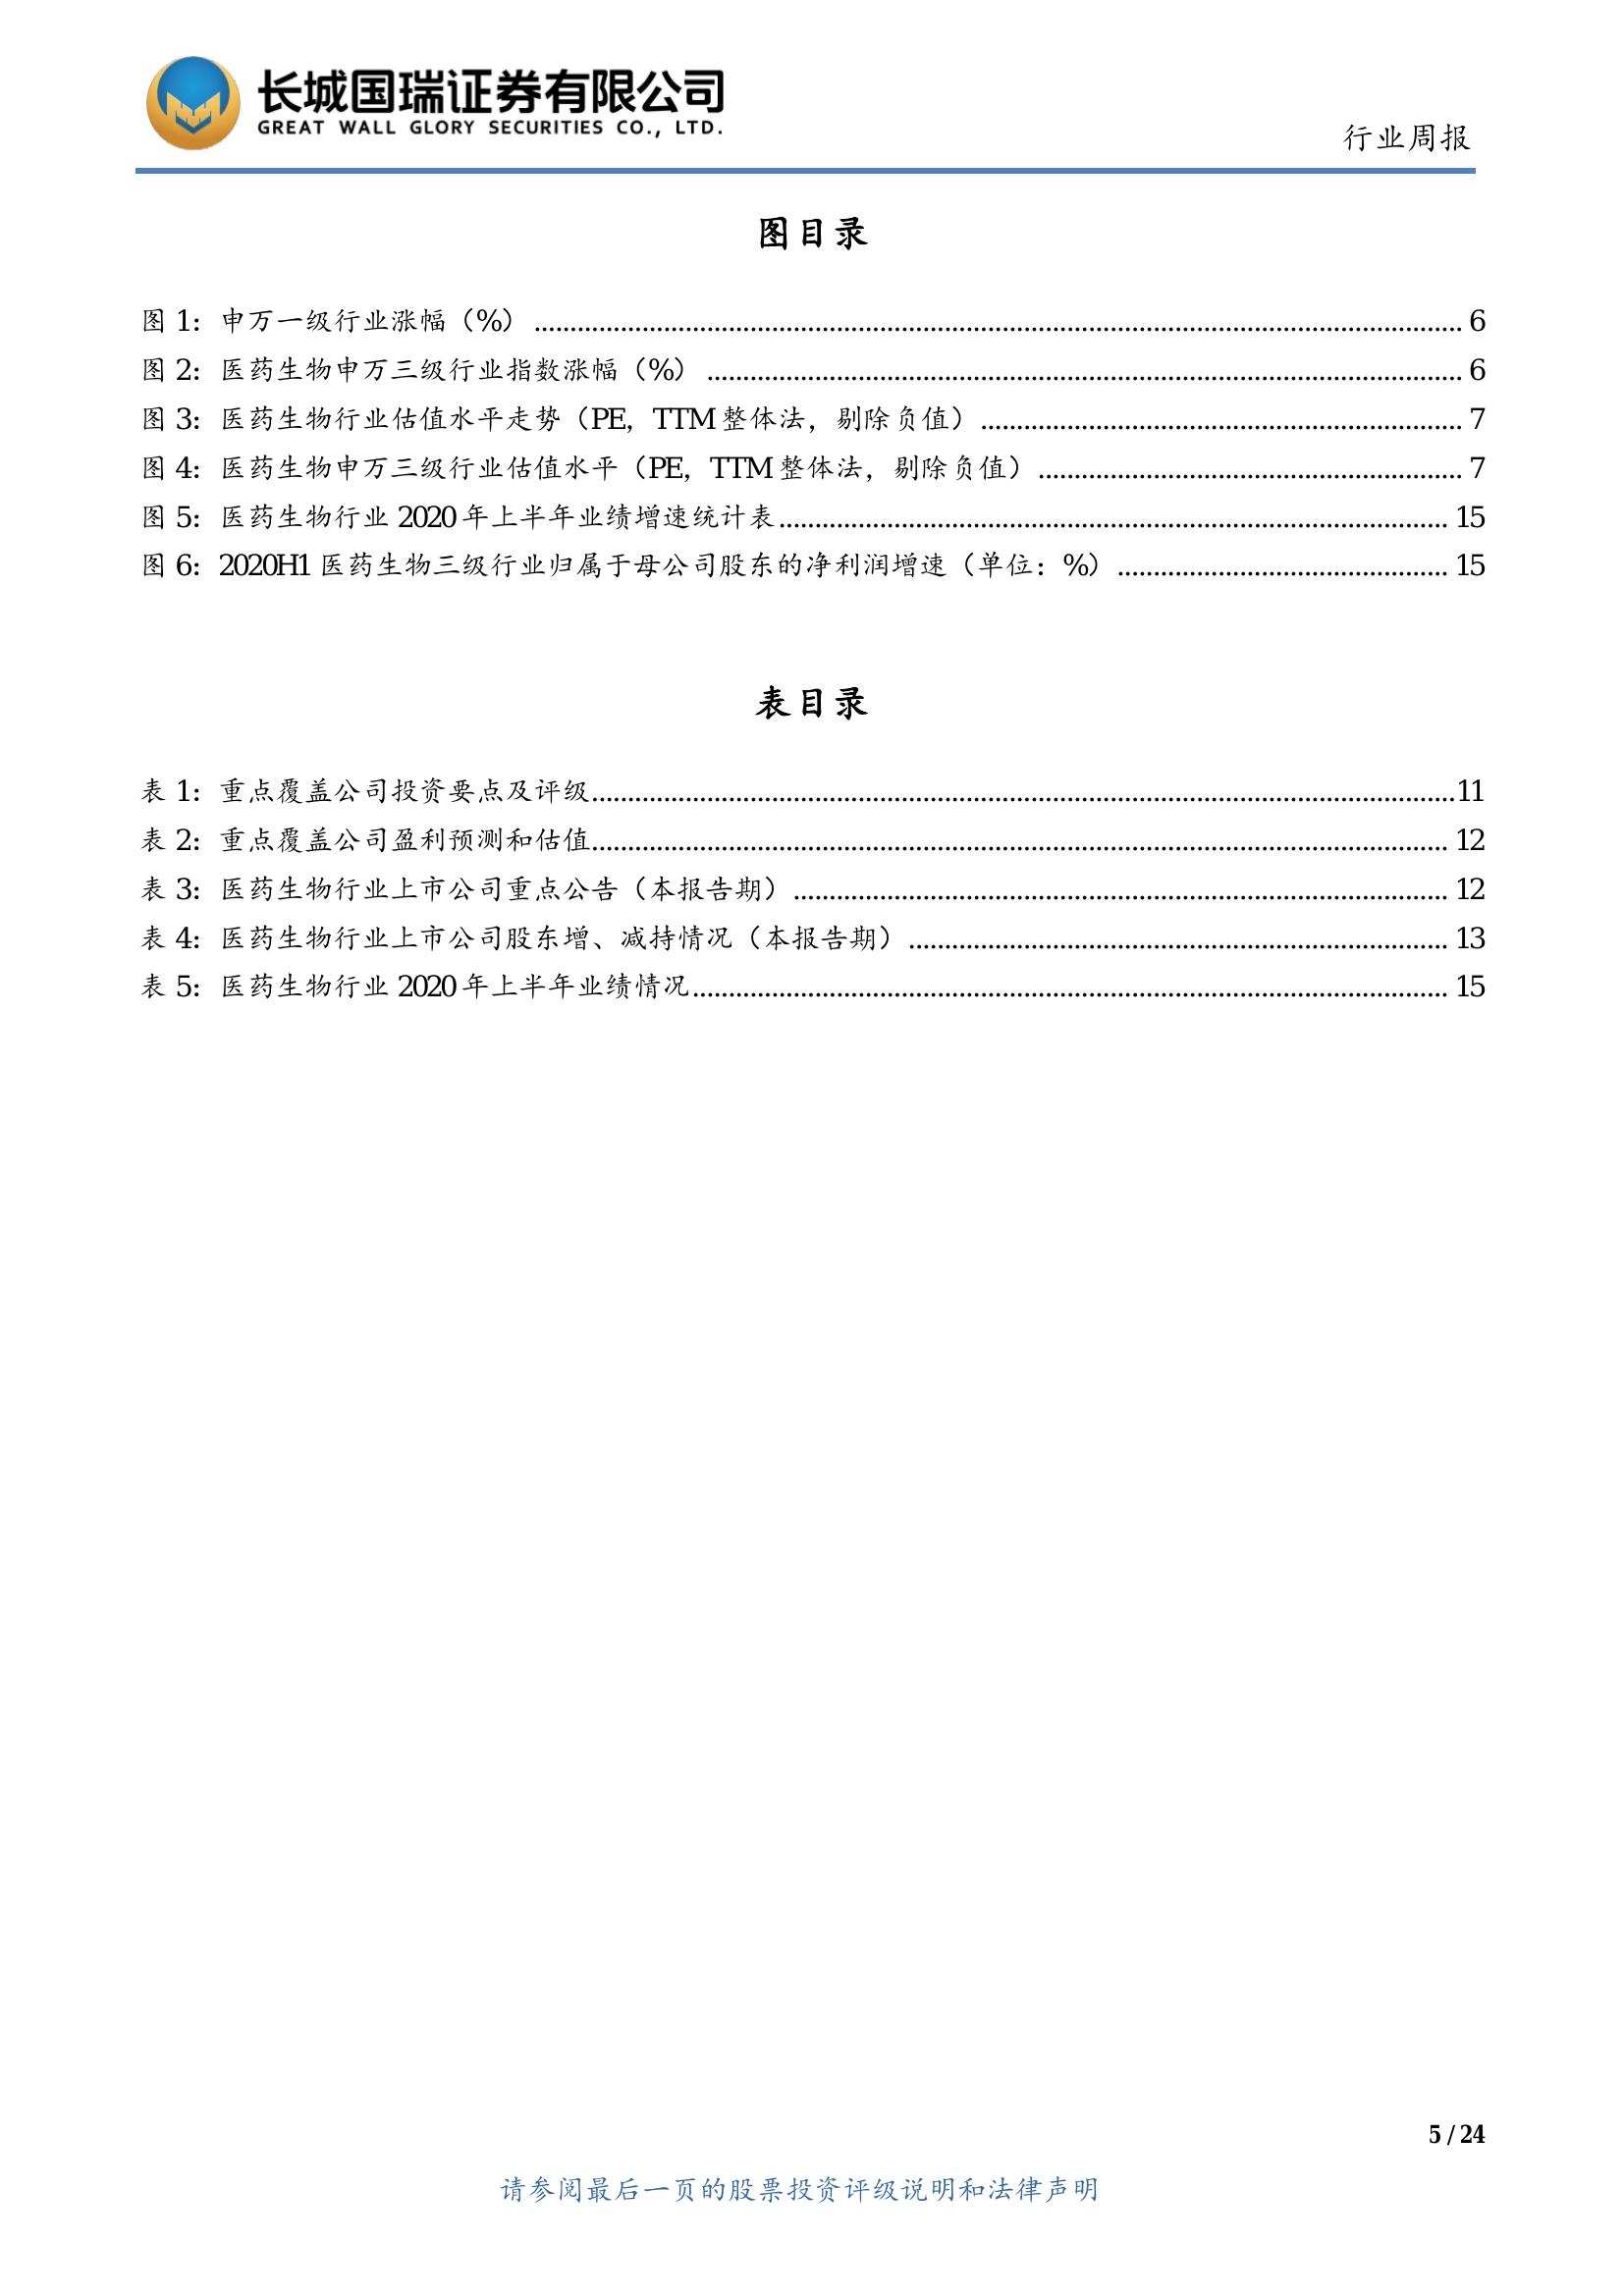 长城国瑞证券有限公司
GREAT WALL GLORY SECURITIES CO., LTD.
行业周报
图目录
图 1：申万一级行业涨幅（%） ........ 6
图 2：医药生物申万三级行业指数涨幅（%） ........ 6
图 3：医药生物行业估值水平走势（PE，TTM 整体法，剔除负值） ........ 7
图 4：医药生物申万三级行业估值水平（PE，TTM 整体法，剔除负值） ........ 7
图 5：医药生物行业 2020 年上半年业绩增速统计表 ........ 15
图 6：2020H1 医药生物三级行业归属于母公司股东的净利润增速（单位：%） ........ 15
表目录
表 1：重点覆盖公司投资要点及评级 ........ 11
表 2：重点覆盖公司盈利预测和估值 ........ 12
表 3：医药生物行业上市公司重点公告（本报告期） ........ 12
表 4：医药生物行业上市公司股东增、减持情况（本报告期） ........ 13
表 5：医药生物行业 2020 年上半年业绩情况 ........ 15
5 / 24
请参阅最后一页的股票投资评级说明和法律声明